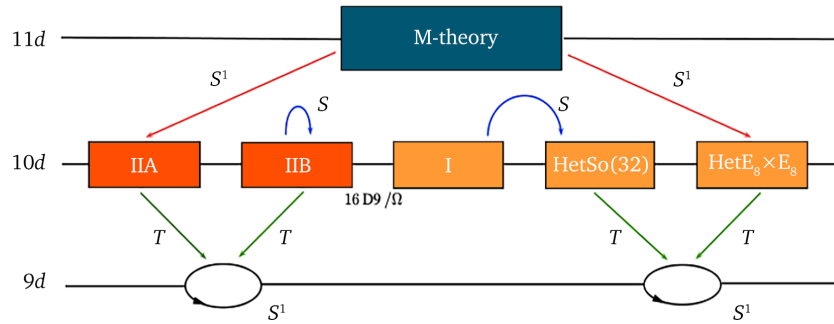 11d
M-theory
S¹
S¹
S
S
10d
IIA
IIB
I
HetSo(32)
HetE₈×E₈
16 D9 /Ω
T
T
T
T
9d
S¹
S¹